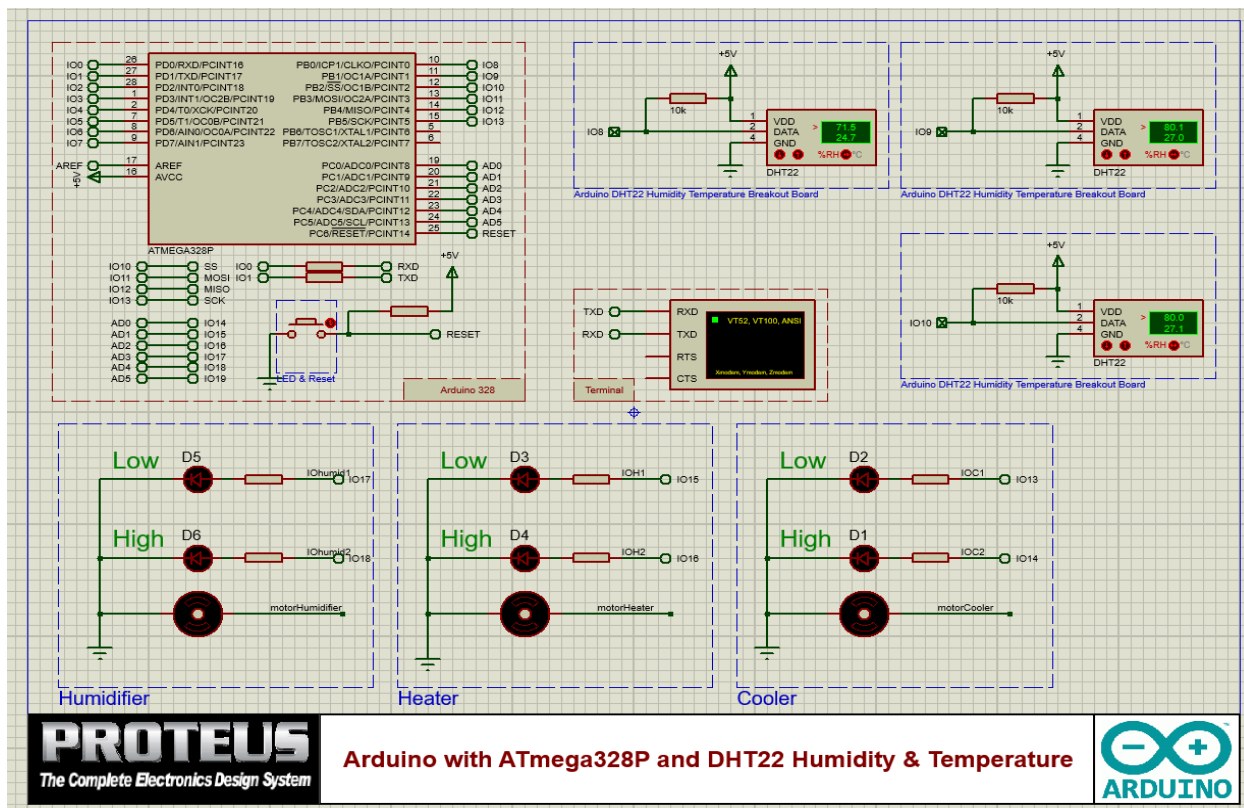 IO0 26 PD0/RXD/PCINT16 PB0/ICP1/CLKO/PCINT0 10 IO8
IO1 27 PD1/TXD/PCINT17 PB1/OC1A/PCINT1 11 IO9
IO2 28 PD2/INT0/PCINT18 PB2/SS/OC1B/PCINT2 12 IO10
IO3 1 PD3/INT1/OC2B/PCINT19 PB3/MOSI/OC2A/PCINT3 13 IO11
IO4 2 PD4/T0/XCK/PCINT20 PB4/MISO/PCINT4 14 IO12
IO5 7 PD5/T1/OC0B/PCINT21 PB5/SCK/PCINT5 15 IO13
IO6 8 PD6/AIN0/OC0A/PCINT22 PB6/TOSC1/XTAL1/PCINT6 5
IO7 9 PD7/AIN1/PCINT23 PB7/TOSC2/XTAL2/PCINT7 6
AREF 17 AREF PC0/ADC0/PCINT8 19 AD0
+5V 16 AVCC PC1/ADC1/PCINT9 20 AD1
PC2/ADC2/PCINT10 21 AD2
PC3/ADC3/PCINT11 22 AD3
PC4/ADC4/SDA/PCINT12 23 AD4
PC5/ADC5/SCL/PCINT13 24 AD5
PC6/RESET/PCINT14 25 RESET
ATMEGA328P
IO10 SS IO0 RXD
IO11 MOSI IO1 TXD
IO12 MISO
IO13 SCK
+5V
RESET
AD0 IO14
AD1 IO15
AD2 IO16
AD3 IO17
AD4 IO18
AD5 IO19
LED & Reset
Arduino 328
+5V
10k
IO8
1 VDD
2 DATA
4 GND
> 71.5
24.7
%RH °C
DHT22
Arduino DHT22 Humidity Temperature Breakout Board
+5V
10k
IO9
1 VDD
2 DATA
4 GND
> 80.1
27.0
%RH °C
DHT22
Arduino DHT22 Humidity Temperature Breakout Board
+5V
10k
IO10
1 VDD
2 DATA
4 GND
> 80.0
27.1
%RH °C
DHT22
Arduino DHT22 Humidity Temperature Breakout Board
TXD RXD
RXD TXD
RTS
CTS
VT52, VT100, ANSI
Xmodem, Ymodem, Zmodem
Terminal
Low D5 IOhumid1 IO17
High D6 IOhumid2 IO18
motorHumidifier
Humidifier
Low D3 IOH1 IO15
High D4 IOH2 IO16
motorHeater
Heater
Low D2 IOC1 IO13
High D1 IOC2 IO14
motorCooler
Cooler
PROTEUS
The Complete Electronics Design System
Arduino with ATmega328P and DHT22 Humidity & Temperature
ARDUINO